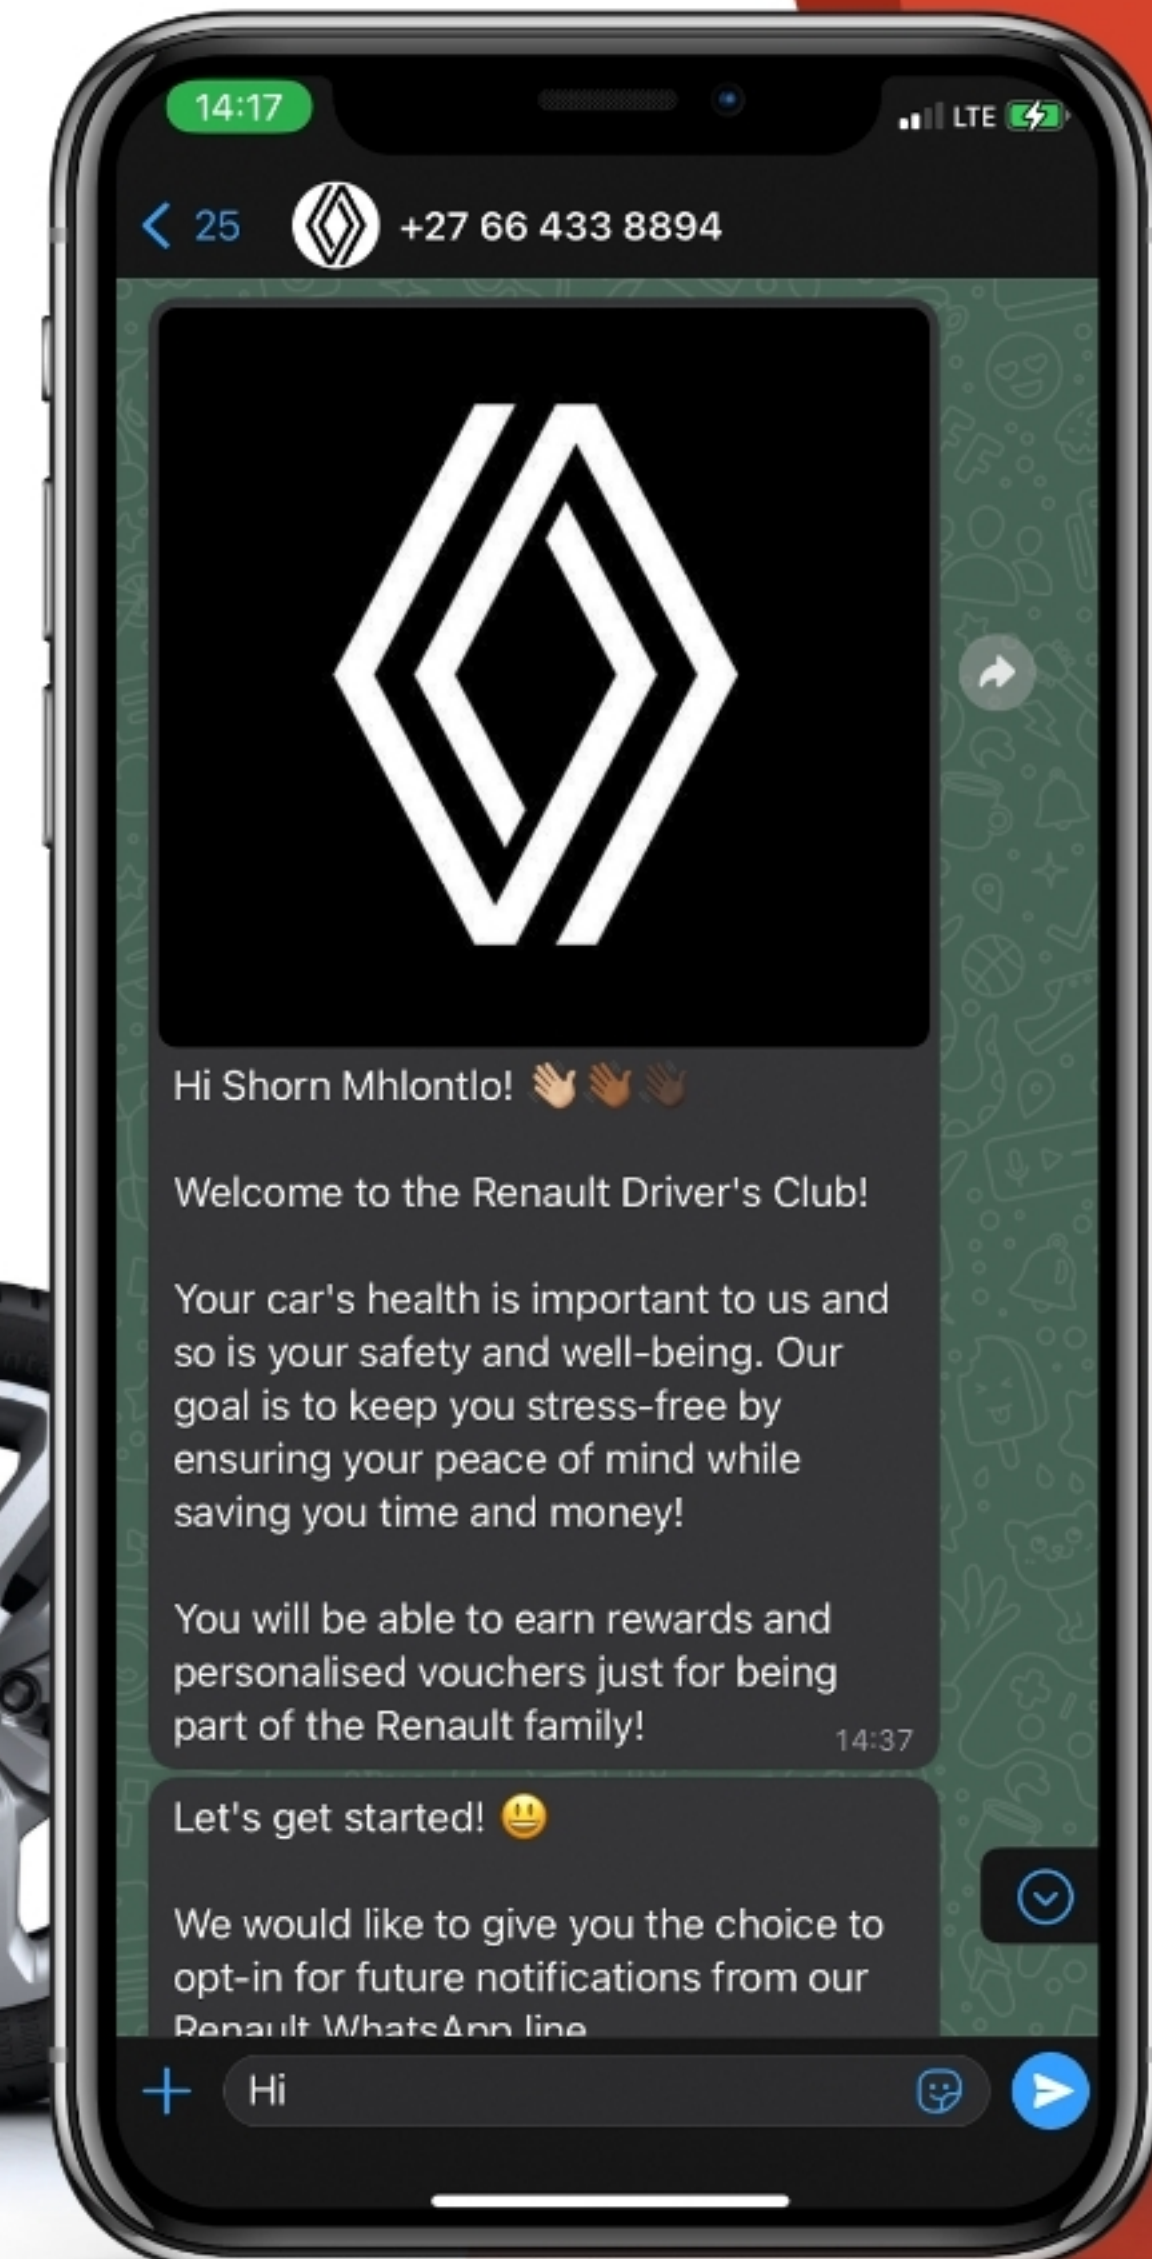 14:17
LTE
25
+27 66 433 8894
Hi Shorn Mhlontlo! 👋🏼👋🏾👋🏿
Welcome to the Renault Driver's Club!
Your car's health is important to us and
so is your safety and well-being. Our
goal is to keep you stress-free by
ensuring your peace of mind while
saving you time and money!
You will be able to earn rewards and
personalised vouchers just for being
part of the Renault family!
14:37
Let's get started! 😃
We would like to give you the choice to
opt-in for future notifications from our
Renault WhatsApp line
Hi